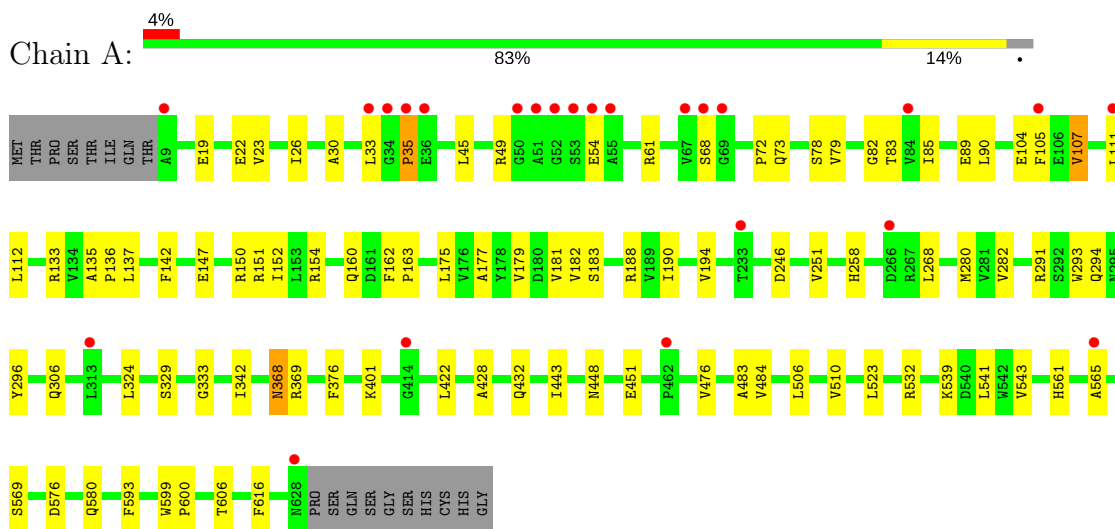 4%
Chain A:
83% 14% •
MET THR PRO SER THR ILE GLN THR A9 E19 E22 V23 I26 A30 L33 G34 P35 E36 L45 R49 G50 A51 G52 S53 E54 A55 R61 V67 S68 G69 P72 Q73 S78 V79 G82 T83 V84 I85 E89 L90 E104 F105 E106 V107 L111
L112 R133 V134 A135 P136 L137 F142 E147 R150 R151 I152 L153 R154 Q160 D161 F162 P163 L175 V176 A177 Y178 V179 D180 V181 V182 S183 R188 V189 I190 V194 T233 D246 V251 H258 D266 R267 L268 M280 V281 V282 R291 S292 W293 Q294 N295
Y296 Q306 L313 L324 S329 G333 I342 N368 R369 F376 K401 G414 L422 A428 Q432 I443 N448 E451 P462 V476 A483 V484 L506 V510 L523 R532 K539 D540 L541 W542 V543 H561 A565
S569 D576 Q580 F593 W599 P600 T606 F616 N628 PRO SER GLN SER GLY SER HIS CYS HIS GLY